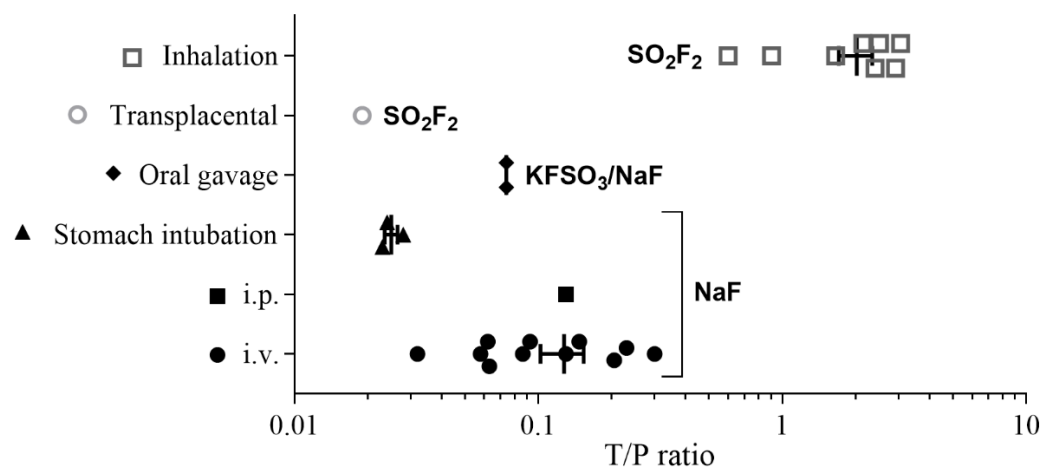 Inhalation
SO₂F₂
Transplacental
SO₂F₂
Oral gavage
KFSO₃/NaF
Stomach intubation
i.p.
NaF
i.v.
0.01 0.1 1 10
T/P ratio